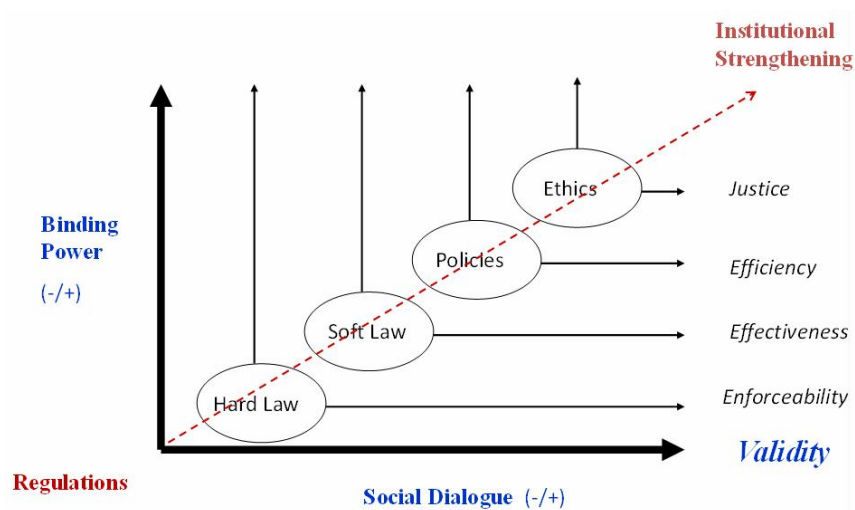 Institutional
Strengthening
Ethics
Justice
Binding
Power
(-/+)
Policies
Efficiency
Soft Law
Effectiveness
Hard Law
Enforceability
Validity
Regulations
Social Dialogue (-/+)